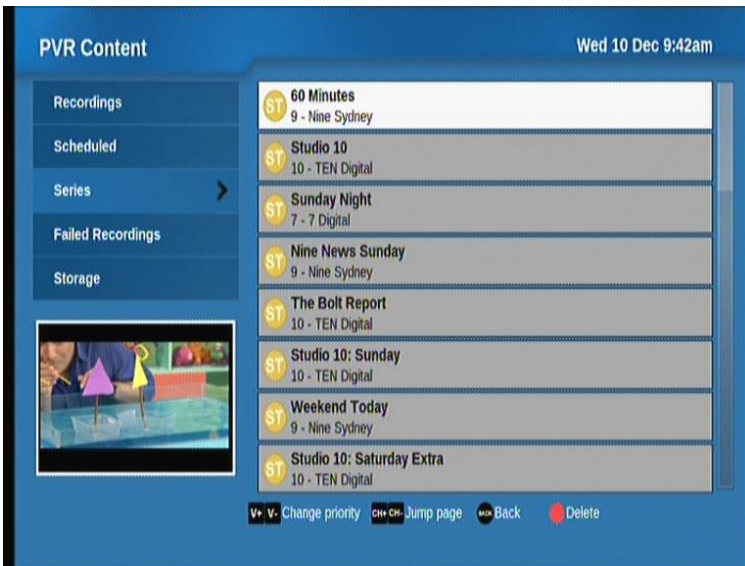 PVR Content
Wed 10 Dec 9:42am
Recordings
Scheduled
Series
Failed Recordings
Storage
ST 60 Minutes
9 - Nine Sydney
ST Studio 10
10 - TEN Digital
ST Sunday Night
7 - 7 Digital
ST Nine News Sunday
9 - Nine Sydney
ST The Bolt Report
10 - TEN Digital
ST Studio 10: Sunday
10 - TEN Digital
ST Weekend Today
9 - Nine Sydney
ST Studio 10: Saturday Extra
10 - TEN Digital
V+ V- Change priority CH+ CH- Jump page BACK Back Delete